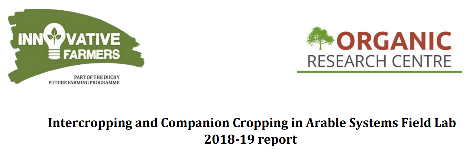 INNOVATIVE
FARMERS
PART OF THE DUCHY
FUTURE FARMING PROGRAMME
ORGANIC
RESEARCH CENTRE
Intercropping and Companion Cropping in Arable Systems Field Lab
2018-19 report